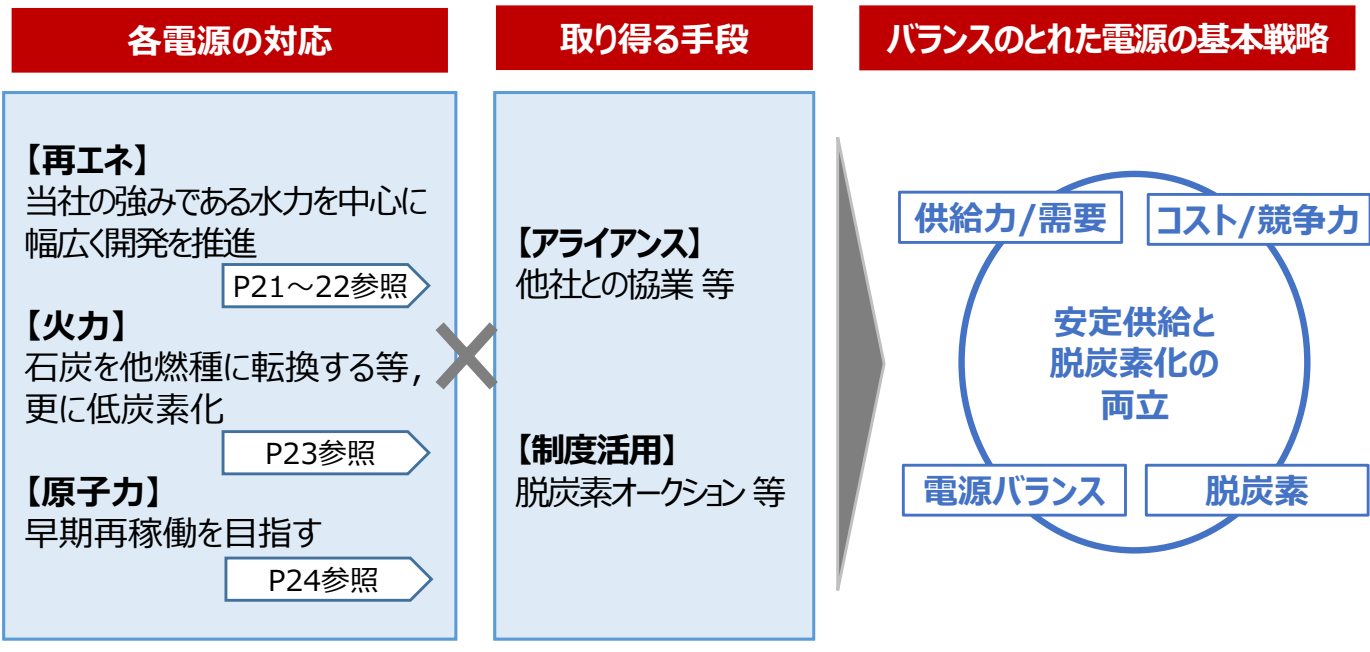 各電源の対応
【再エネ】
当社の強みである水力を中心に
幅広く開発を推進
P21～22参照
【火力】
石炭を他燃種に転換する等,
更に低炭素化
P23参照
【原子力】
早期再稼働を目指す
P24参照
×
取り得る手段
【アライアンス】
他社との協業 等
【制度活用】
脱炭素オークション 等
バランスのとれた電源の基本戦略
供給力/需要
コスト/競争力
安定供給と
脱炭素化の
両立
電源バランス
脱炭素